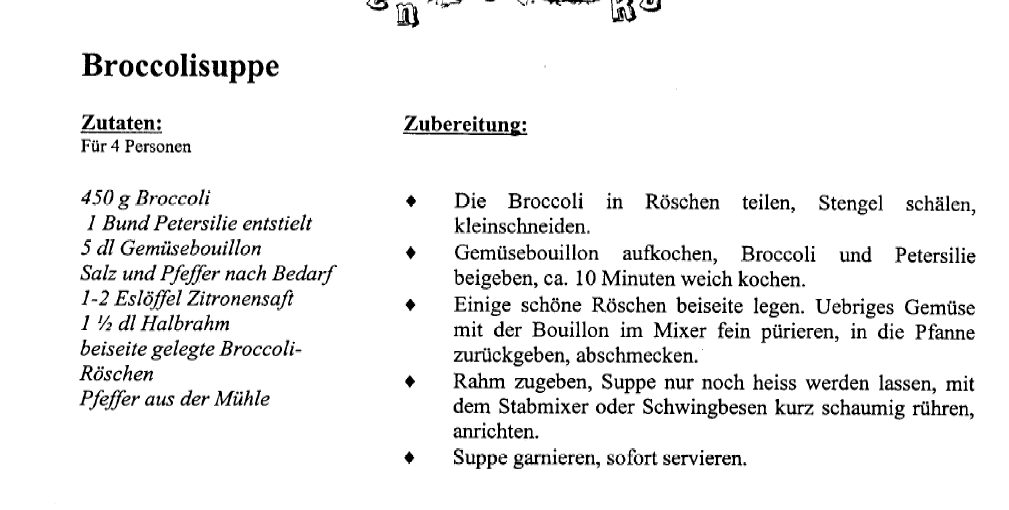 Broccolisuppe
Zutaten:
Für 4 Personen
450 g Broccoli
1 Bund Petersilie entstielt
5 dl Gemüsebouillon
Salz und Pfeffer nach Bedarf
1-2 Eslöffel Zitronensaft
1 ½ dl Halbrahm
beiseite gelegte Broccoli-
Röschen
Pfeffer aus der Mühle
Zubereitung:
♦ Die Broccoli in Röschen teilen, Stengel schälen,
kleinschneiden.
♦ Gemüsebouillon aufkochen, Broccoli und Petersilie
beigeben, ca. 10 Minuten weich kochen.
♦ Einige schöne Röschen beiseite legen. Uebriges Gemüse
mit der Bouillon im Mixer fein pürieren, in die Pfanne
zurückgeben, abschmecken.
♦ Rahm zugeben, Suppe nur noch heiss werden lassen, mit
dem Stabmixer oder Schwingbesen kurz schaumig rühren,
anrichten.
♦ Suppe garnieren, sofort servieren.